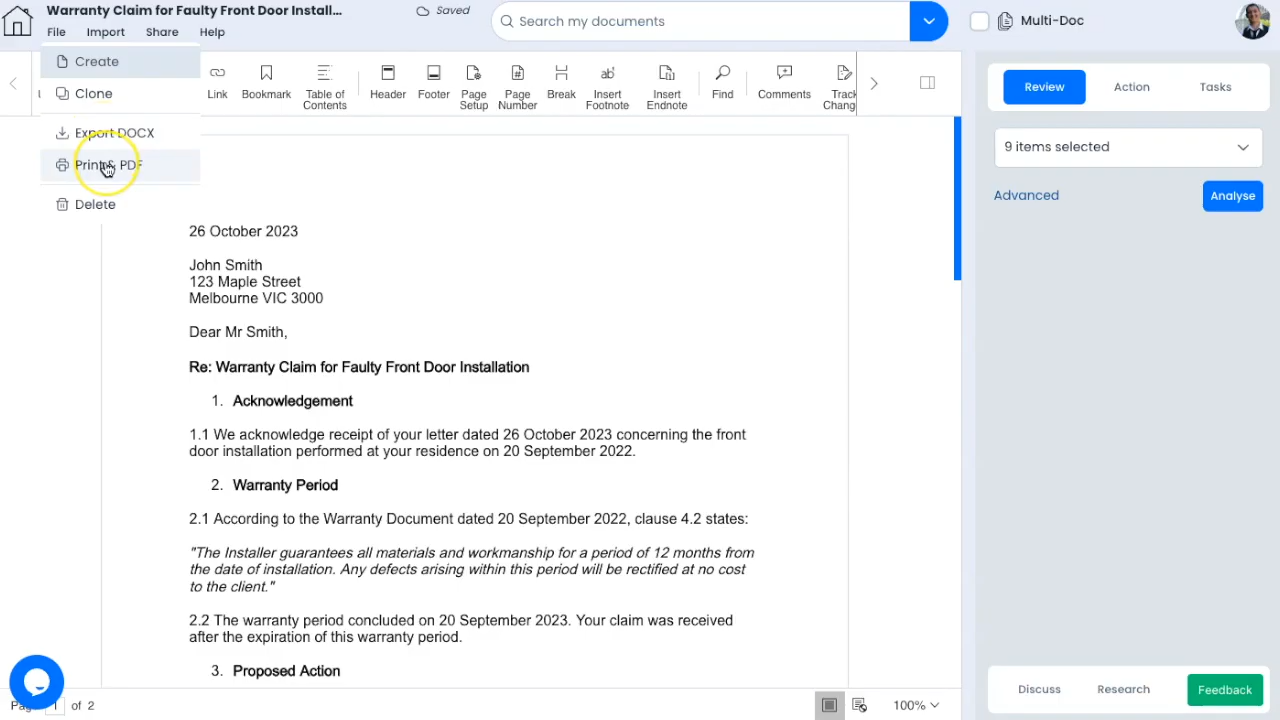 Warranty Claim for Faulty Front Door Install...
Saved
Search my documents
Multi-Doc
File Import Share Help
Create
Clone
Export DOCX
Print & PDF
Delete
Link
Bookmark
Table of Contents
Header
Footer
Page Setup
Page Number
Break
Insert Footnote
Insert Endnote
Find
Comments
Track
Review Action Tasks
9 items selected
Advanced
Analyse
26 October 2023
John Smith
123 Maple Street
Melbourne VIC 3000
Dear Mr Smith,
Re: Warranty Claim for Faulty Front Door Installation
1. Acknowledgement
1.1 We acknowledge receipt of your letter dated 26 October 2023 concerning the front
door installation performed at your residence on 20 September 2022.
2. Warranty Period
2.1 According to the Warranty Document dated 20 September 2022, clause 4.2 states:
"The Installer guarantees all materials and workmanship for a period of 12 months from
the date of installation. Any defects arising within this period will be rectified at no cost
to the client."
2.2 The warranty period concluded on 20 September 2023. Your claim was received
after the expiration of this warranty period.
3. Proposed Action
of 2
100%
Discuss Research Feedback